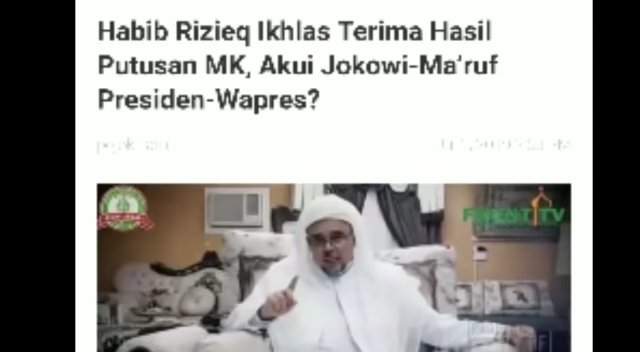 Habib Rizieq Ikhlas Terima Hasil
Putusan MK, Akui Jokowi-Ma'ruf
Presiden-Wapres?
FRONT TV